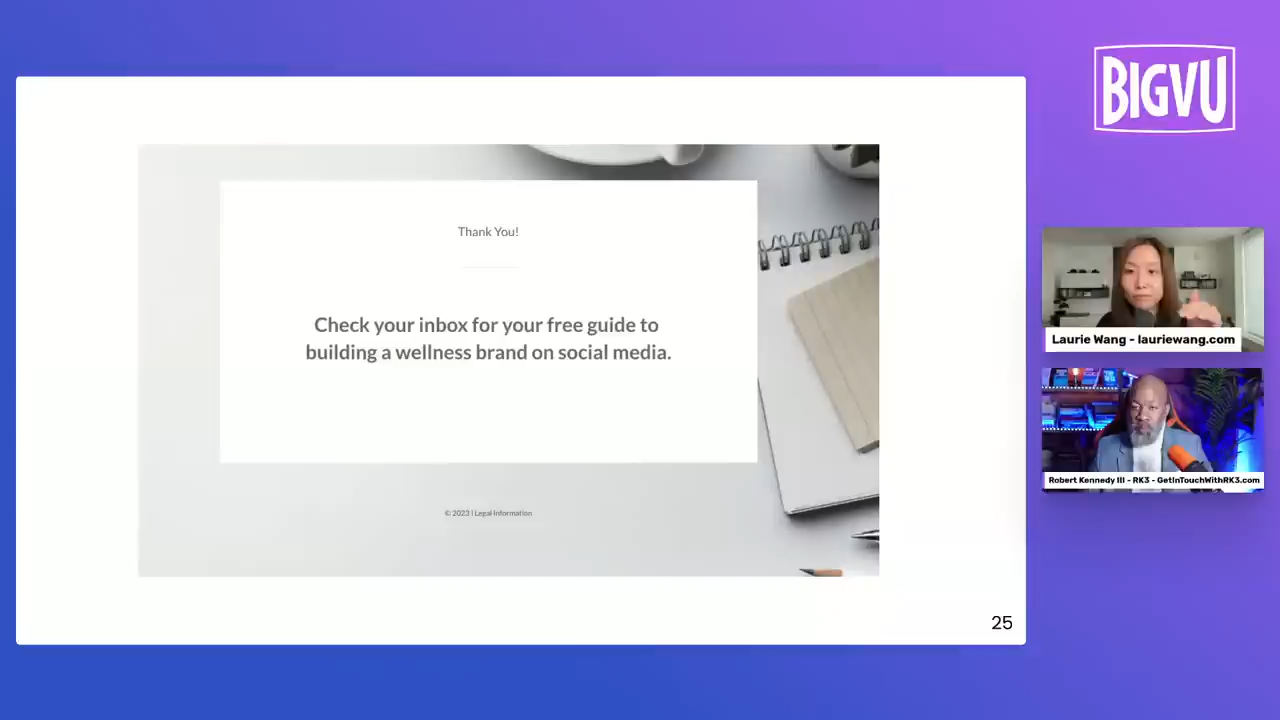 BIGVU
Thank You!
Check your inbox for your free guide to
building a wellness brand on social media.
© 2023 | Legal Information
25
Laurie Wang - lauriewang.com
Robert Kennedy III - RK3 - GetInTouchWithRK3.com